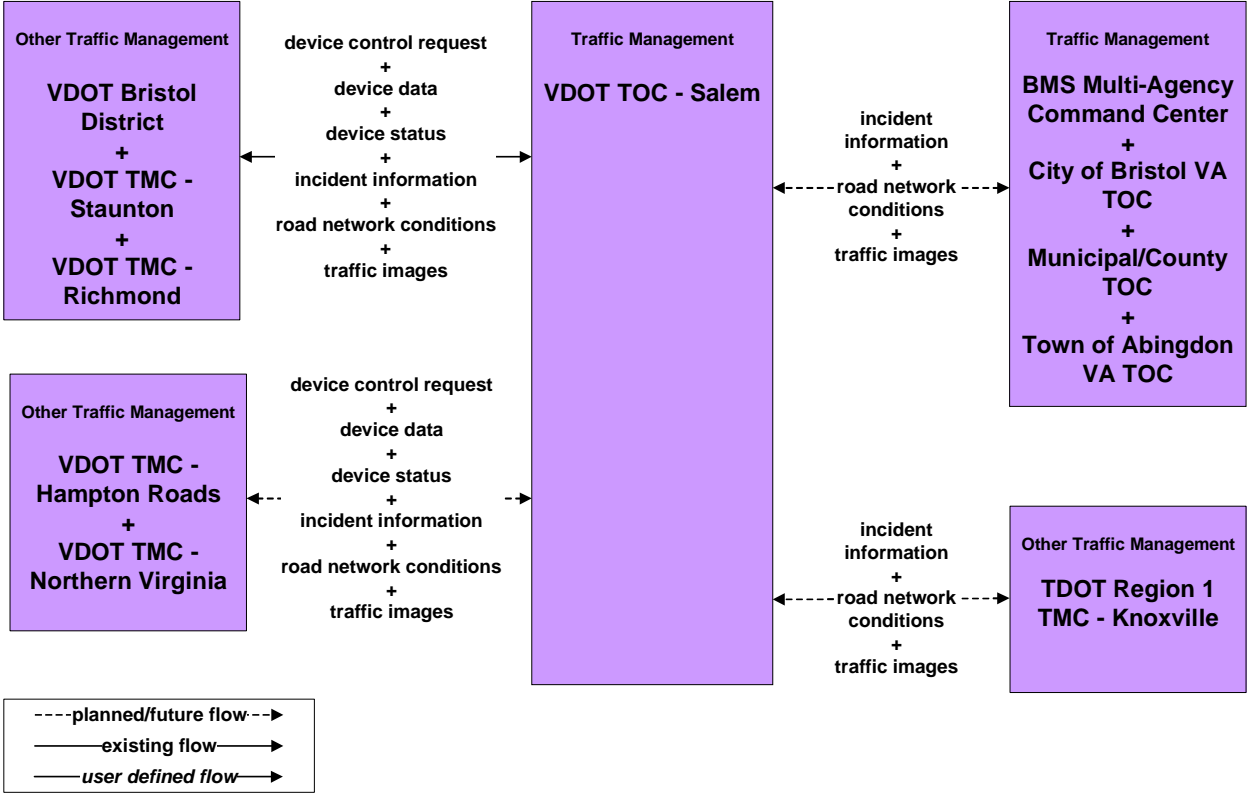 Other Traffic Management
VDOT Bristol
District
+
VDOT TMC -
Staunton
+
VDOT TMC -
Richmond
device control request
+
device data
+
device status
+
incident information
+
road network conditions
+
traffic images
Traffic Management
VDOT TOC - Salem
incident
information
+
road network
conditions
+
traffic images
Traffic Management
BMS Multi-Agency
Command Center
+
City of Bristol VA
TOC
+
Municipal/County
TOC
+
Town of Abingdon
VA TOC
Other Traffic Management
VDOT TMC -
Hampton Roads
+
VDOT TMC -
Northern Virginia
device control request
+
device data
+
device status
+
incident information
+
road network conditions
+
traffic images
incident
information
+
road network
conditions
+
traffic images
Other Traffic Management
TDOT Region 1
TMC - Knoxville
planned/future flow
existing flow
user defined flow